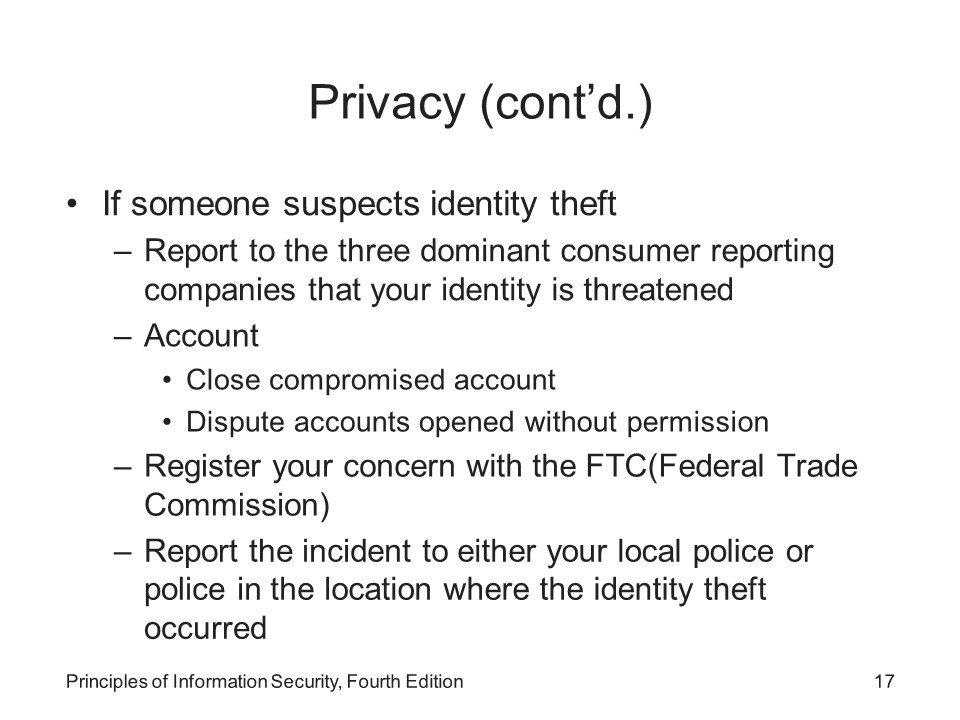 Privacy (cont’d.)
• If someone suspects identity theft
– Report to the three dominant consumer reporting
companies that your identity is threatened
– Account
• Close compromised account
• Dispute accounts opened without permission
– Register your concern with the FTC(Federal Trade
Commission)
– Report the incident to either your local police or
police in the location where the identity theft
occurred
Principles of Information Security, Fourth Edition 17